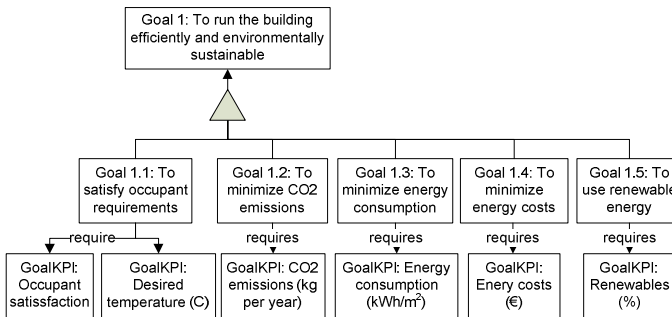 Goal 1: To run the building
efficiently and environmentally
sustainable
Goal 1.1: To
satisfy occupant
requirements
Goal 1.2: To
minimize CO2
emissions
Goal 1.3: To
minimize energy
consumption
Goal 1.4: To
minimize
energy costs
Goal 1.5: To
use renewable
energy
require
requires
requires
requires
requires
GoalKPI:
Occupant
satissfaction
GoalKPI:
Desired
temperature (C)
GoalKPI: CO2
emissions (kg
per year)
GoalKPI: Energy
consumption
(kWh/m²)
GoalKPI:
Enery costs
(€)
GoalKPI:
Renewables
(%)